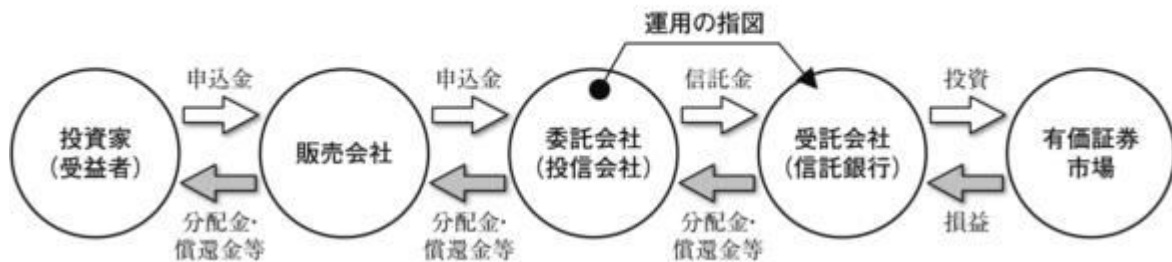 運用の指図
申込金
申込金
信託金
投資
投資家
(受益者)
販売会社
委託会社
(投信会社)
受託会社
(信託銀行)
有価証券
市場
分配金・
償還金等
分配金・
償還金等
分配金・
償還金等
損益